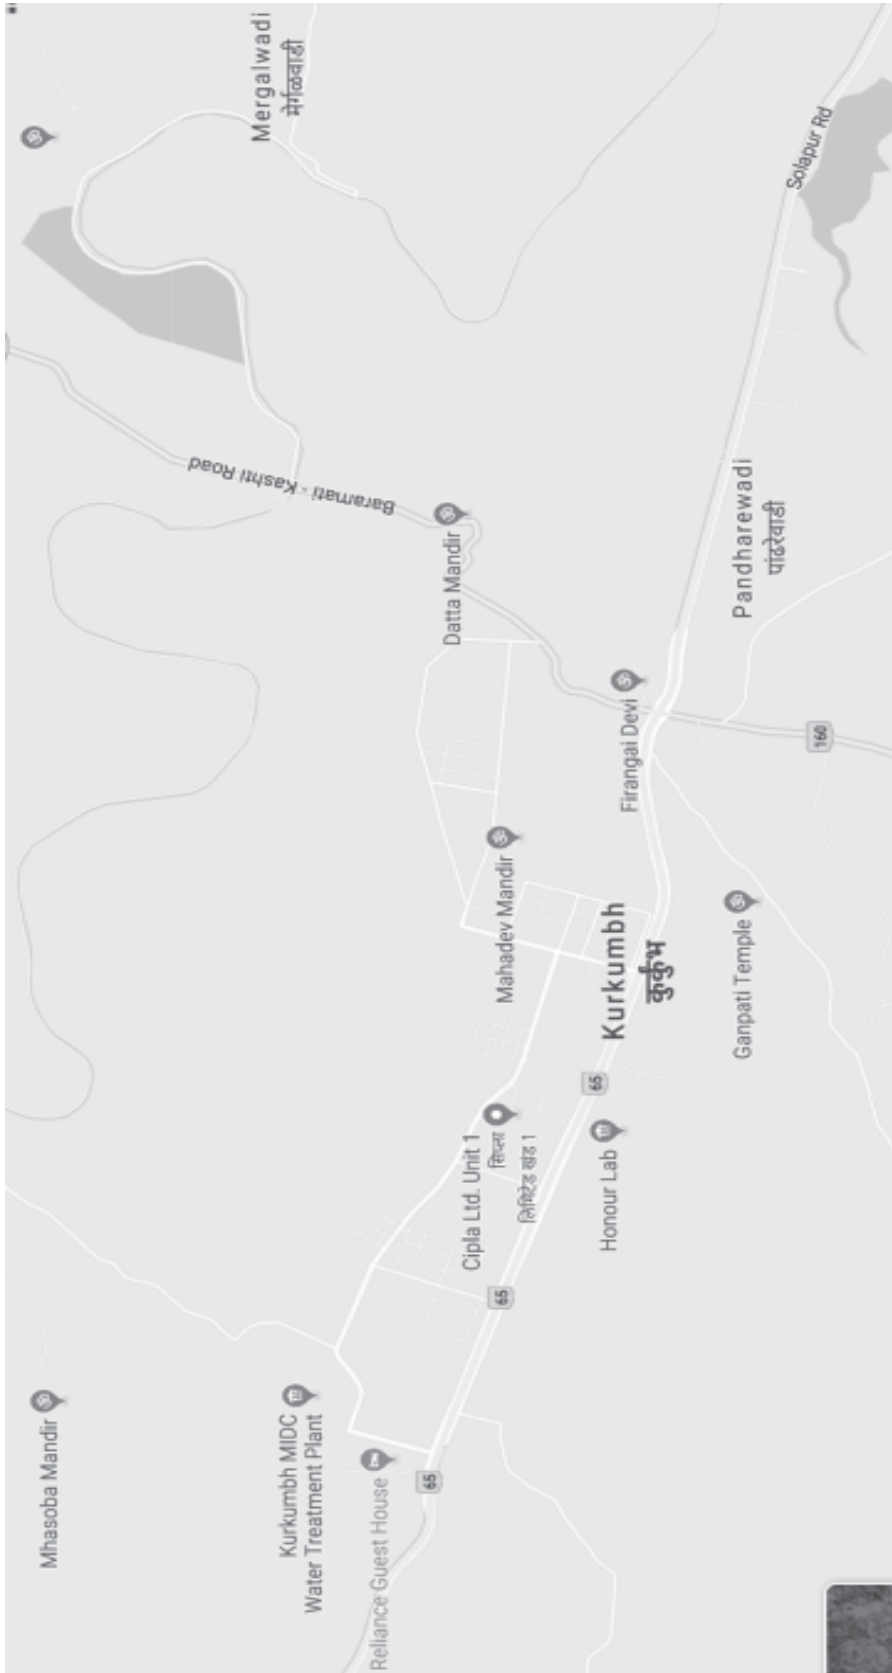 Mhasoba Mandir
Kurkumbh MIDC
Water Treatment Plant
Reliance Guest House
65
65
Cipla Ltd. Unit 1
सिप्ला
लिमिटेड खंड 1
Honour Lab
65
Kurkumbh
कुरकुंभ
Mahadev Mandir
Ganpati Temple
Firangai Devi
160
Datta Mandir
Baramati - Kashti Road
Pandharewadi
पांढरेवाडी
Mergalwadi
मेर्गळवाडी
Solapur Rd